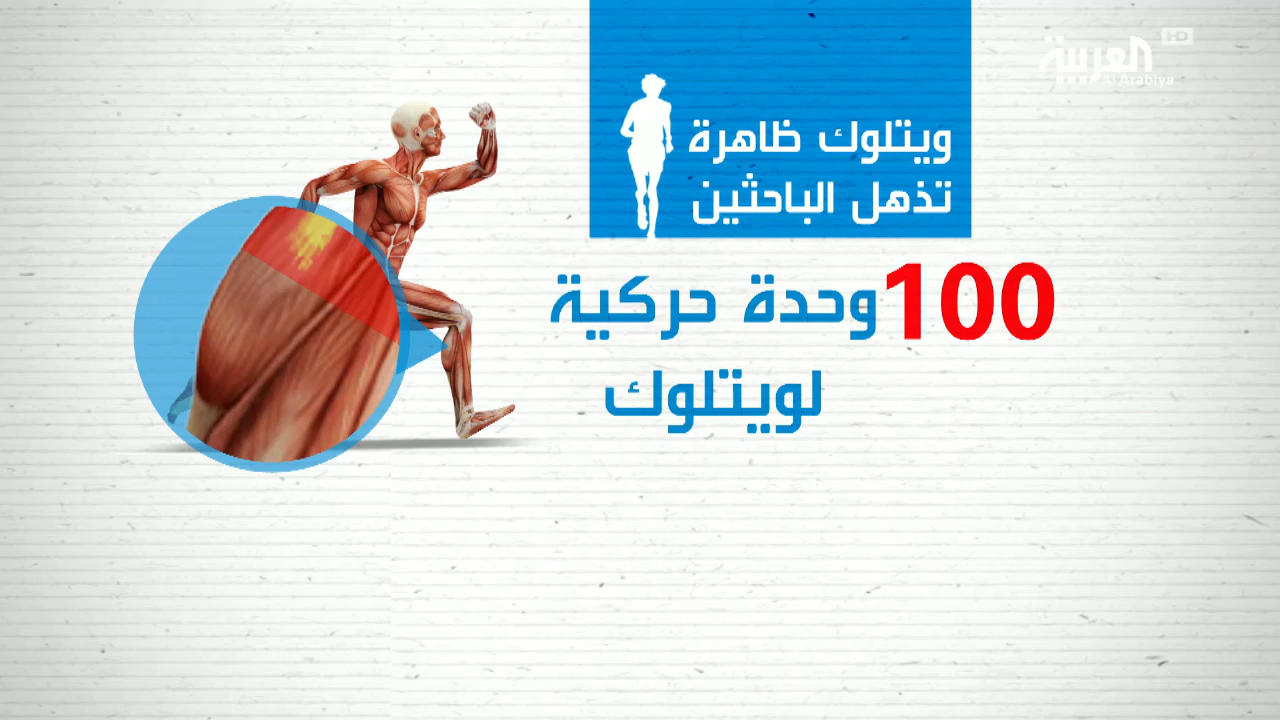 HD
العربية
Al Arabiya
ويتلوك ظاهرة
تذهل الباحثين
100 وحدة حركية
لويتلوك